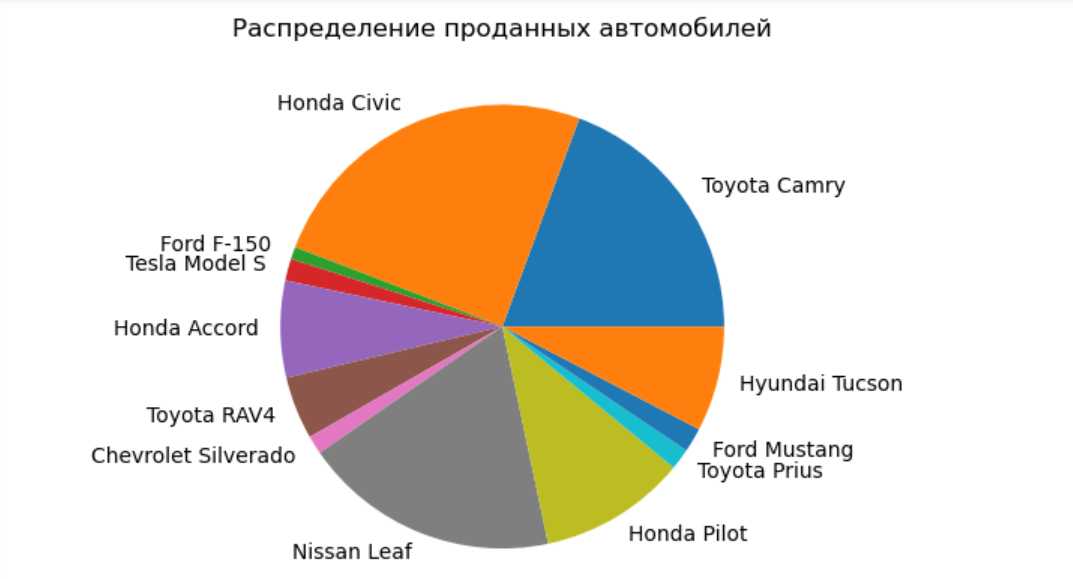 Распределение проданных автомобилей
Honda Civic
Toyota Camry
Ford F-150
Tesla Model S
Honda Accord
Hyundai Tucson
Toyota RAV4
Ford Mustang
Chevrolet Silverado
Toyota Prius
Honda Pilot
Nissan Leaf